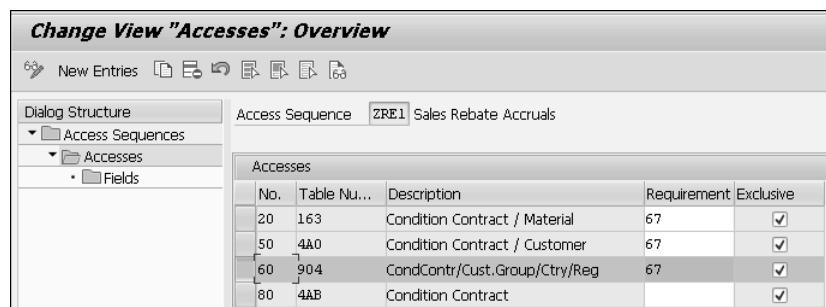 Change View "Accesses": Overview
New Entries
Dialog Structure
Access Sequences
Accesses
Fields
Access Sequence ZRE1 Sales Rebate Accruals
Accesses
No. Table Nu... Description Requirement Exclusive
20 163 Condition Contract / Material 67
50 4A0 Condition Contract / Customer 67
60 904 CondContr/Cust.Group/Ctry/Reg 67
80 4AB Condition Contract